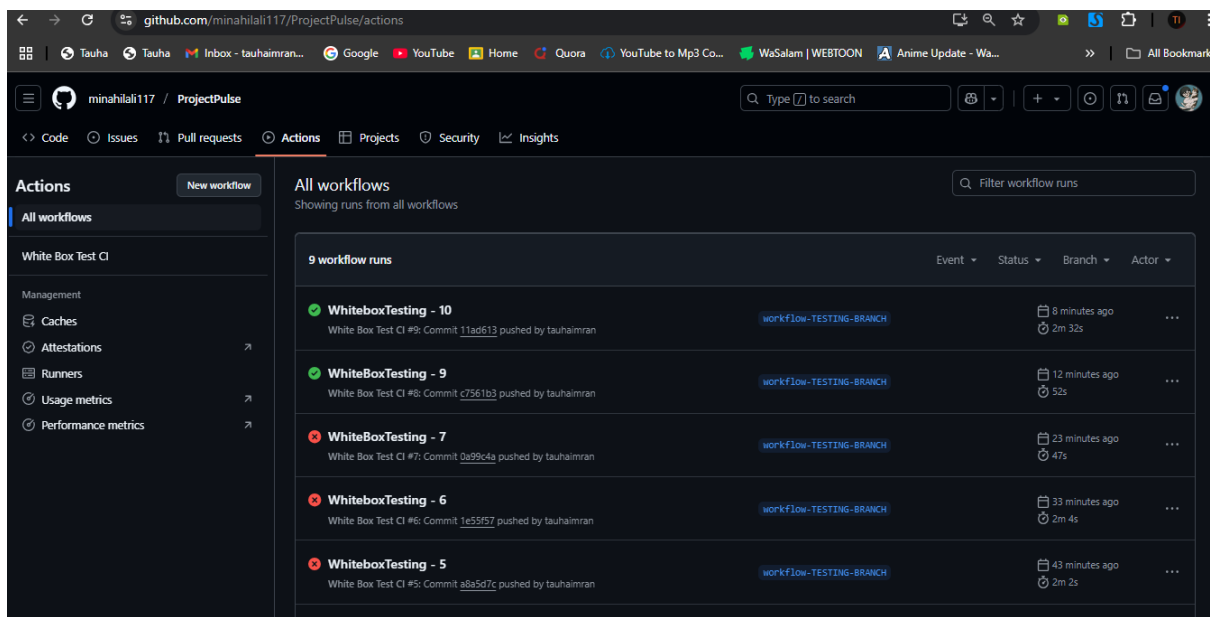 github.com/minahilali117/ProjectPulse/actions
Tauha Tauha Inbox - tauhaimran... Google YouTube Home Quora YouTube to Mp3 Co... WaSalam | WEBTOON Anime Update - Wa... » All Bookmark
minahilali117 / ProjectPulse Type / to search
Code Issues Pull requests Actions Projects Security Insights
Actions New workflow
All workflows
White Box Test CI
Management
Caches
Attestations
Runners
Usage metrics
Performance metrics
All workflows Filter workflow runs
Showing runs from all workflows
9 workflow runs Event Status Branch Actor
WhiteboxTesting - 10
White Box Test CI #9: Commit 11ad613 pushed by tauhaimran
workflow-TESTING-BRANCH
8 minutes ago
2m 32s
WhiteBoxTesting - 9
White Box Test CI #8: Commit c7561b3 pushed by tauhaimran
workflow-TESTING-BRANCH
12 minutes ago
52s
WhiteBoxTesting - 7
White Box Test CI #7: Commit 0a99c4a pushed by tauhaimran
workflow-TESTING-BRANCH
23 minutes ago
47s
WhiteboxTesting - 6
White Box Test CI #6: Commit 1e55f57 pushed by tauhaimran
workflow-TESTING-BRANCH
33 minutes ago
2m 4s
WhiteboxTesting - 5
White Box Test CI #5: Commit a8a5d7c pushed by tauhaimran
workflow-TESTING-BRANCH
43 minutes ago
2m 2s